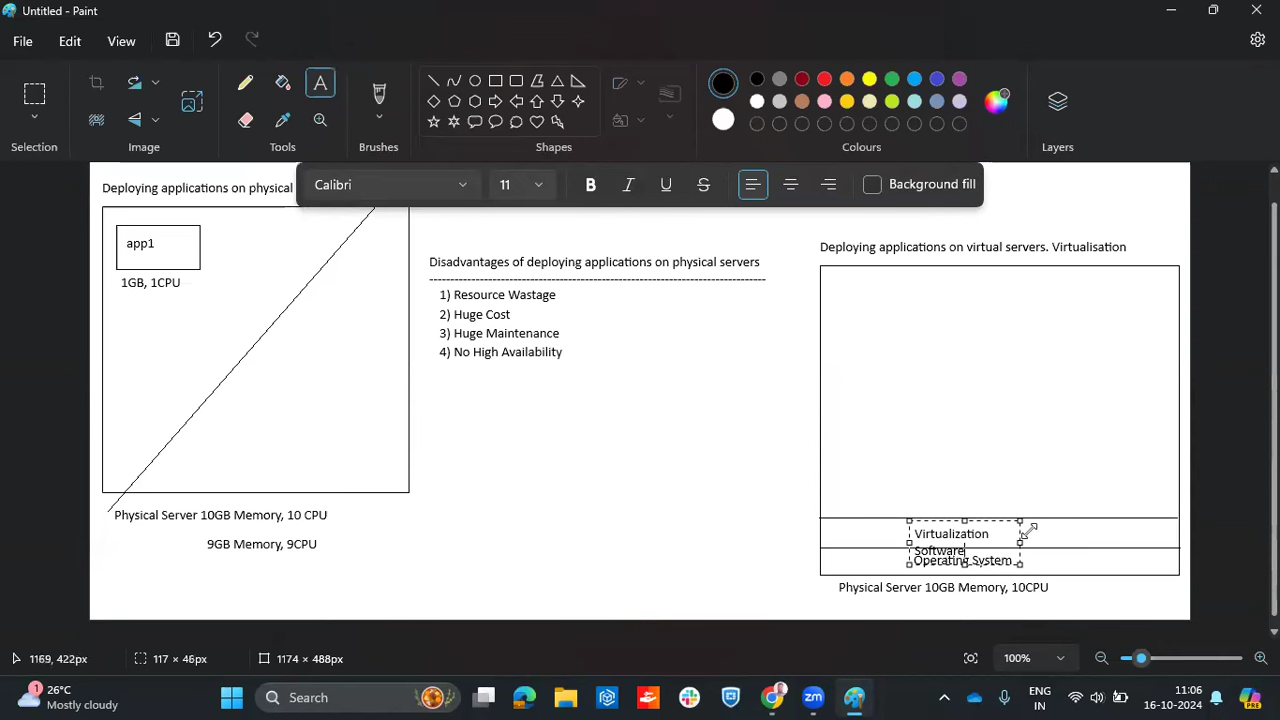 Untitled - Paint
File Edit View
Selection Image Tools Brushes Shapes Colours Layers
Calibri 11 B I U S Background fill
Deploying applications on physical
app1
1GB, 1CPU
Physical Server 10GB Memory, 10 CPU
9GB Memory, 9CPU
Disadvantages of deploying applications on physical servers
--------------------------------------------------------------------------------
1) Resource Wastage
2) Huge Cost
3) Huge Maintenance
4) No High Availability
Deploying applications on virtual servers. Virtualisation
Virtualization
Software
Operating System
Physical Server 10GB Memory, 10CPU
1169, 422px 117 × 46px 1174 × 488px 100%
1
26°C
Mostly cloudy
Search
zm
PRE
ENG
IN
11:06
16-10-2024